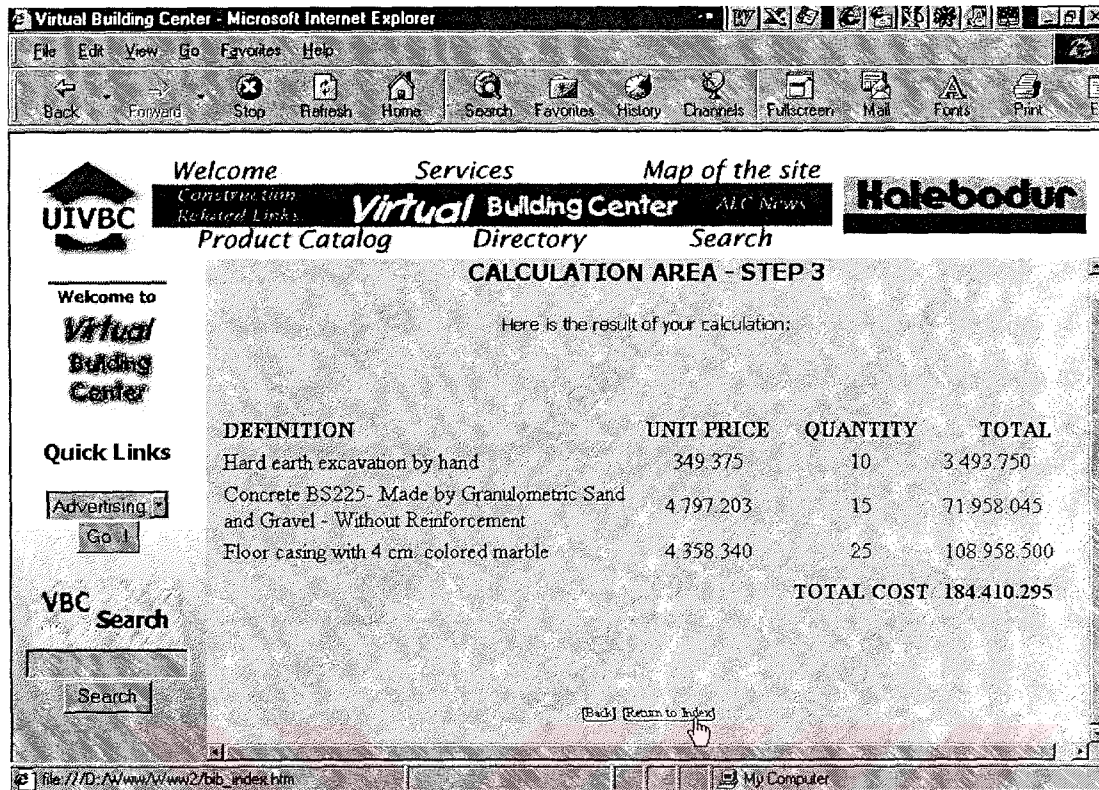 Virtual Building Center - Microsoft Internet Explorer
File Edit View Go Favorites Help
Back Forward Stop Refresh Home Search Favorites History Channels Fullscreen Mail Fonts Print
Welcome Services Map of the site
UIVBC
Construction
Related Links
Virtual Building Center
AEC News
Kalebodur
Product Catalog Directory Search
CALCULATION AREA - STEP 3
Welcome to
Virtual
Building
Center
Here is the result of your calculation:
Quick Links
Advertising
Go !
VBC
Search
Search
DEFINITION UNIT PRICE QUANTITY TOTAL
Hard earth excavation by hand 349.375 10 3.493.750
Concrete BS225- Made by Granulometric Sand
and Gravel - Without Reinforcement 4.797.203 15 71.958.045
Floor casing with 4 cm. colored marble 4.358.340 25 108.958.500
TOTAL COST 184.410.295
[Back] [Return to Index]
file:///D:/Www/Www2/bib_index.htm My Computer